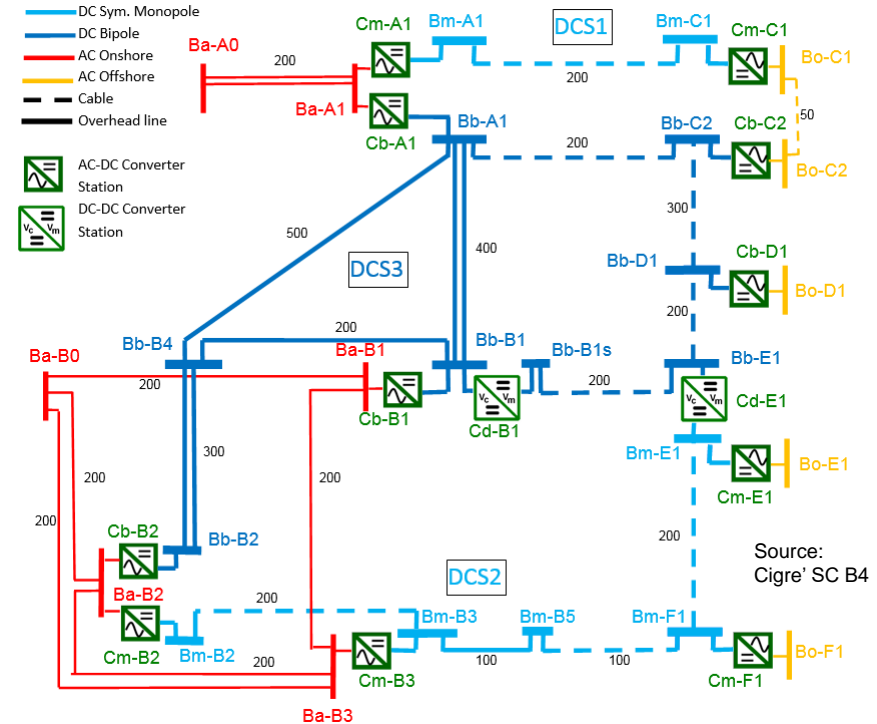 DC Sym. Monopole
DC Bipole
AC Onshore
AC Offshore
Cable
Overhead line
AC-DC Converter
Station
DC-DC Converter
Station
Vc
Vm
Ba-A0
200
Cm-A1
Bm-A1
DCS1
Bm-C1
Cm-C1
Bo-C1
200
Ba-A1
50
Cb-A1
Bb-A1
200
Bb-C2
Cb-C2
Bo-C2
300
500
400
DCS3
Bb-D1
Cb-D1
Bo-D1
200
200
Ba-B0
Bb-B4
Ba-B1
Bb-B1
Bb-B1s
Bb-E1
200
200
Vc
Vm
Vc
Vm
Cb-B1
Cd-B1
Cd-E1
300
200
200
Bm-E1
Bo-E1
Cm-E1
200
200
Cb-B2
Bb-B2
Source:
Cigre’ SC B4
Ba-B2
DCS2
200
Bm-B3
Bm-B5
Bm-F1
Cm-B2
Bm-B2
200
100
100
Bo-F1
Cm-B3
Cm-F1
Ba-B3